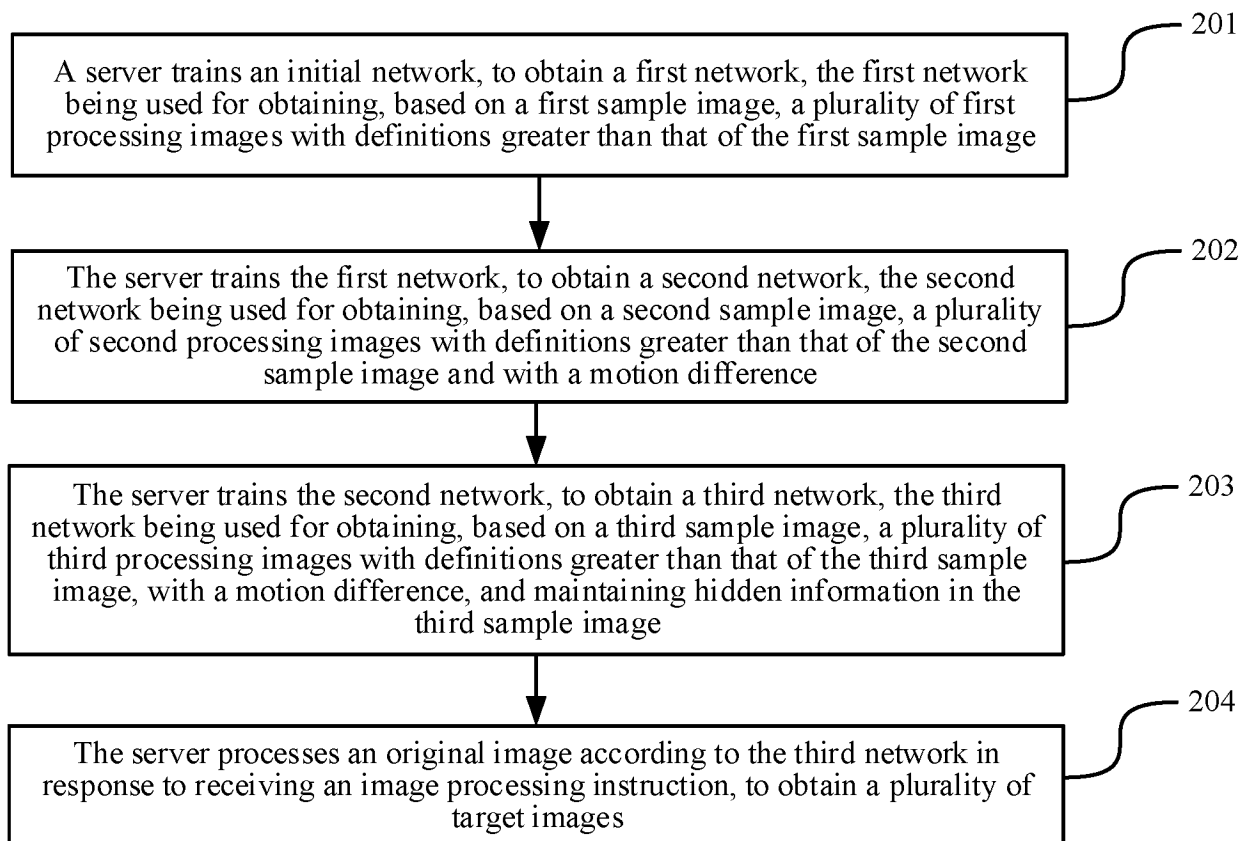 201
A server trains an initial network, to obtain a first network, the first network
being used for obtaining, based on a first sample image, a plurality of first
processing images with definitions greater than that of the first sample image
202
The server trains the first network, to obtain a second network, the second
network being used for obtaining, based on a second sample image, a plurality
of second processing images with definitions greater than that of the second
sample image and with a motion difference
203
The server trains the second network, to obtain a third network, the third
network being used for obtaining, based on a third sample image, a plurality of
third processing images with definitions greater than that of the third sample
image, with a motion difference, and maintaining hidden information in the
third sample image
204
The server processes an original image according to the third network in
response to receiving an image processing instruction, to obtain a plurality of
target images